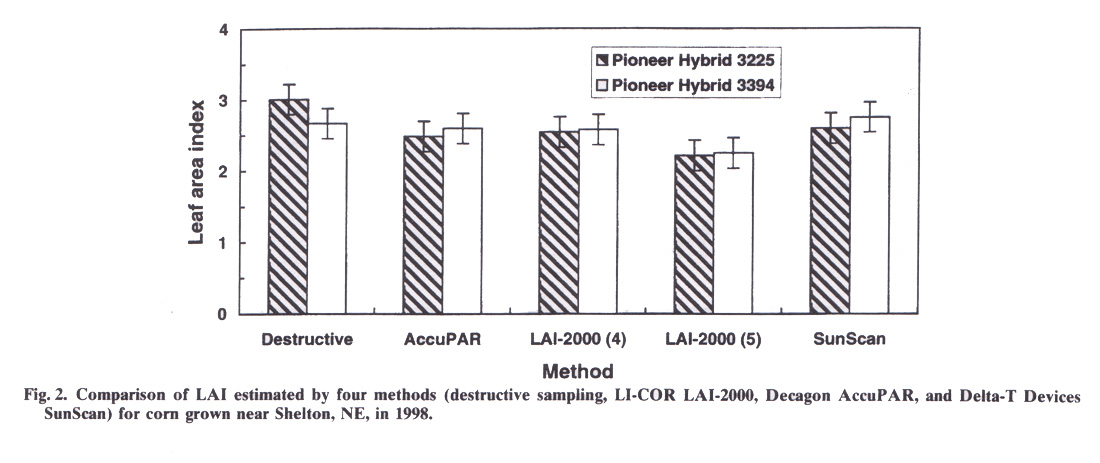 4
Pioneer Hybrid 3225
Pioneer Hybrid 3394
3
Leaf area index
2
1
0
Destructive AccuPAR LAI-2000 (4) LAI-2000 (5) SunScan
Method
Fig. 2. Comparison of LAI estimated by four methods (destructive sampling, LI-COR LAI-2000, Decagon AccuPAR, and Delta-T Devices
SunScan) for corn grown near Shelton, NE, in 1998.